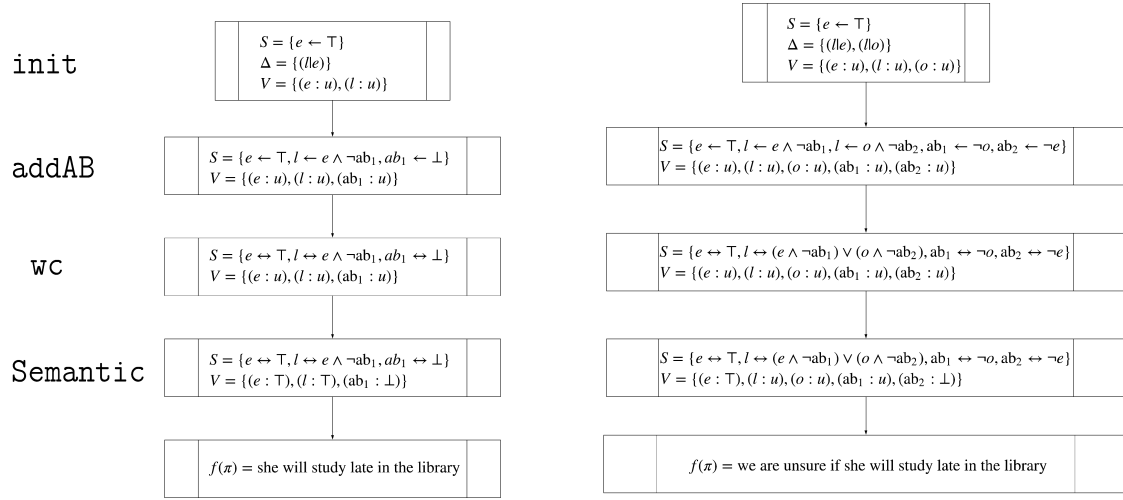 init
S = {e ← ⊤}
Δ = {(l|e)}
V = {(e : u), (l : u)}
S = {e ← ⊤}
Δ = {(l|e), (l|o)}
V = {(e : u), (l : u), (o : u)}
addAB
S = {e ← ⊤, l ← e ∧ ¬ab₁, ab₁ ← ⊥}
V = {(e : u), (l : u), (ab₁ : u)}
S = {e ← ⊤, l ← e ∧ ¬ab₁, l ← o ∧ ¬ab₂, ab₁ ← ¬o, ab₂ ← ¬e}
V = {(e : u), (l : u), (o : u), (ab₁ : u), (ab₂ : u)}
wc
S = {e ↔ ⊤, l ↔ e ∧ ¬ab₁, ab₁ ↔ ⊥}
V = {(e : u), (l : u), (ab₁ : u)}
S = {e ↔ ⊤, l ↔ (e ∧ ¬ab₁) ∨ (o ∧ ¬ab₂), ab₁ ↔ ¬o, ab₂ ↔ ¬e}
V = {(e : u), (l : u), (o : u), (ab₁ : u), (ab₂ : u)}
Semantic
S = {e ↔ ⊤, l ↔ e ∧ ¬ab₁, ab₁ ↔ ⊥}
V = {(e : ⊤), (l : ⊤), (ab₁ : ⊥)}
S = {e ↔ ⊤, l ↔ (e ∧ ¬ab₁) ∨ (o ∧ ¬ab₂), ab₁ ↔ ¬o, ab₂ ↔ ¬e}
V = {(e : ⊤), (l : u), (o : u), (ab₁ : u), (ab₂ : ⊥)}
f(π) = she will study late in the library
f(π) = we are unsure if she will study late in the library